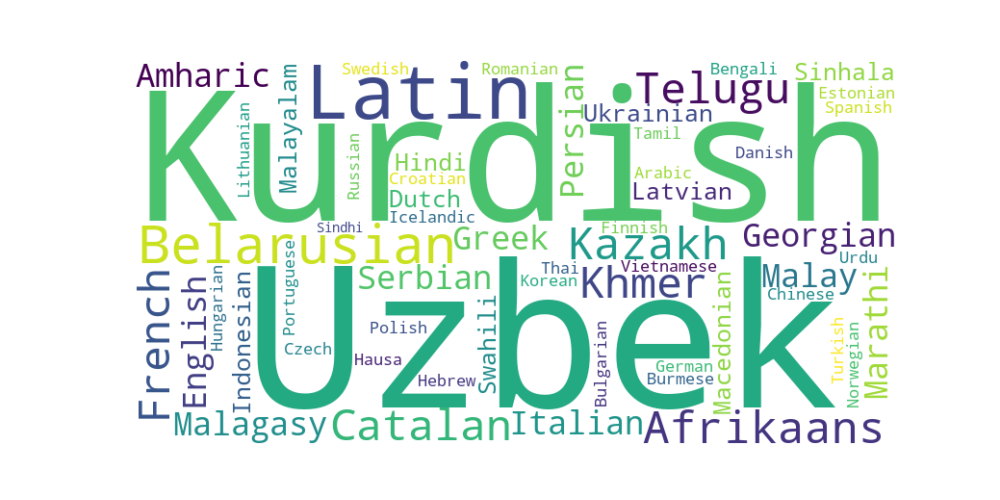 Amharic
Swedish
Latin
Romanian
Persian
Telugu
Bengali
Sinhala
Estonian
Spanish
Kurdish
Lithuanian
Malayalam
Russian
Hindi
Croatian
Dutch
Icelandic
Ukrainian
Tamil
Danish
Arabic
Latvian
Sindhi
Belarusian
Greek
Finnish
Kazakh
Georgian
Urdu
French
English
Hungarian
Indonesian
Portuguese
Serbian
Thai
Korean
Vietnamese
Khmer
Malay
Chinese
Marathi
Uzbek
Czech
Polish
Hausa
Hebrew
Swahili
Bulgarian
German
Burmese
Macedonian
Turkish
Norwegian
Malagasy
Catalan
Italian
Afrikaans